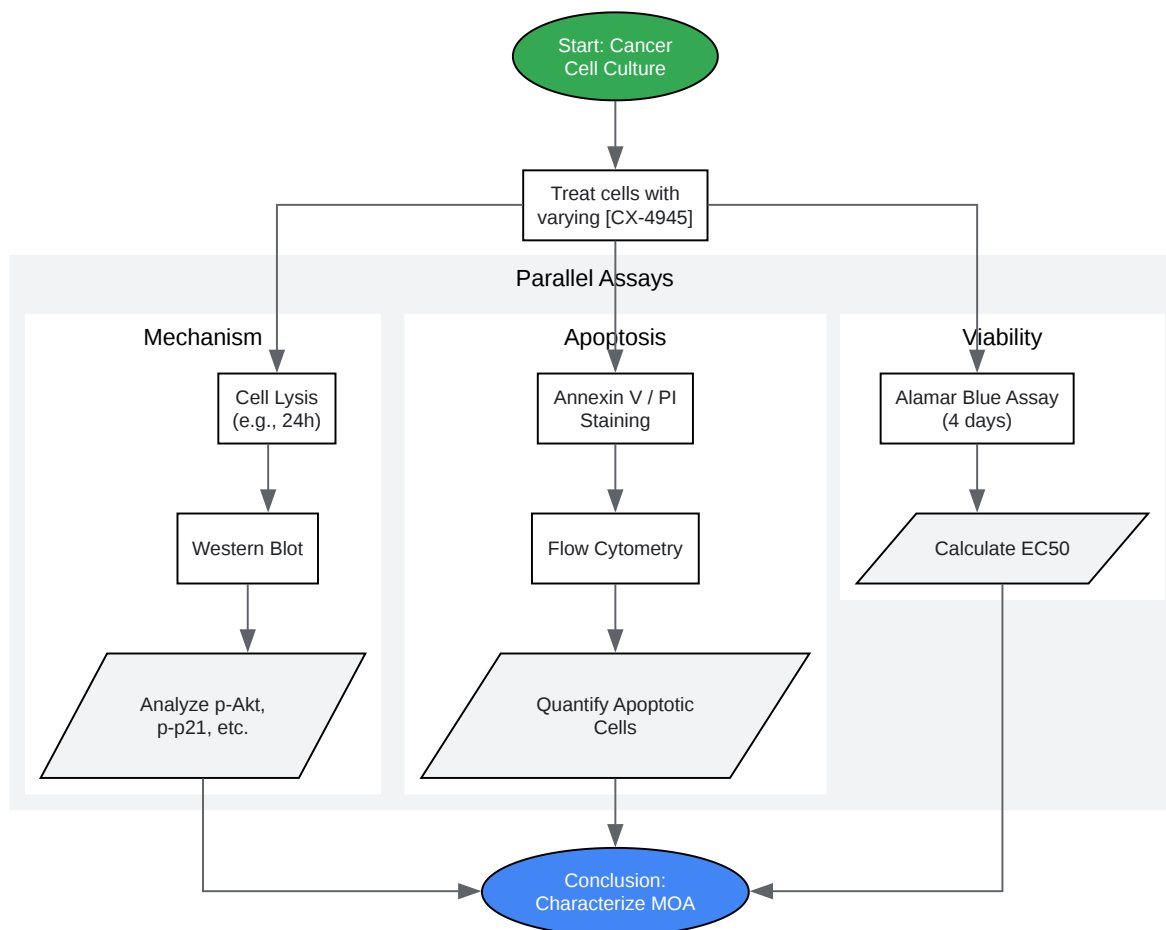 Start: Cancer
Cell Culture
Treat cells with
varying [CX-4945]
Parallel Assays
Mechanism
Cell Lysis
(e.g., 24h)
Western Blot
Analyze p-Akt,
p-p21, etc.
Apoptosis
Annexin V / PI
Staining
Flow Cytometry
Quantify Apoptotic
Cells
Viability
Alamar Blue Assay
(4 days)
Calculate EC50
Conclusion:
Characterize MOA